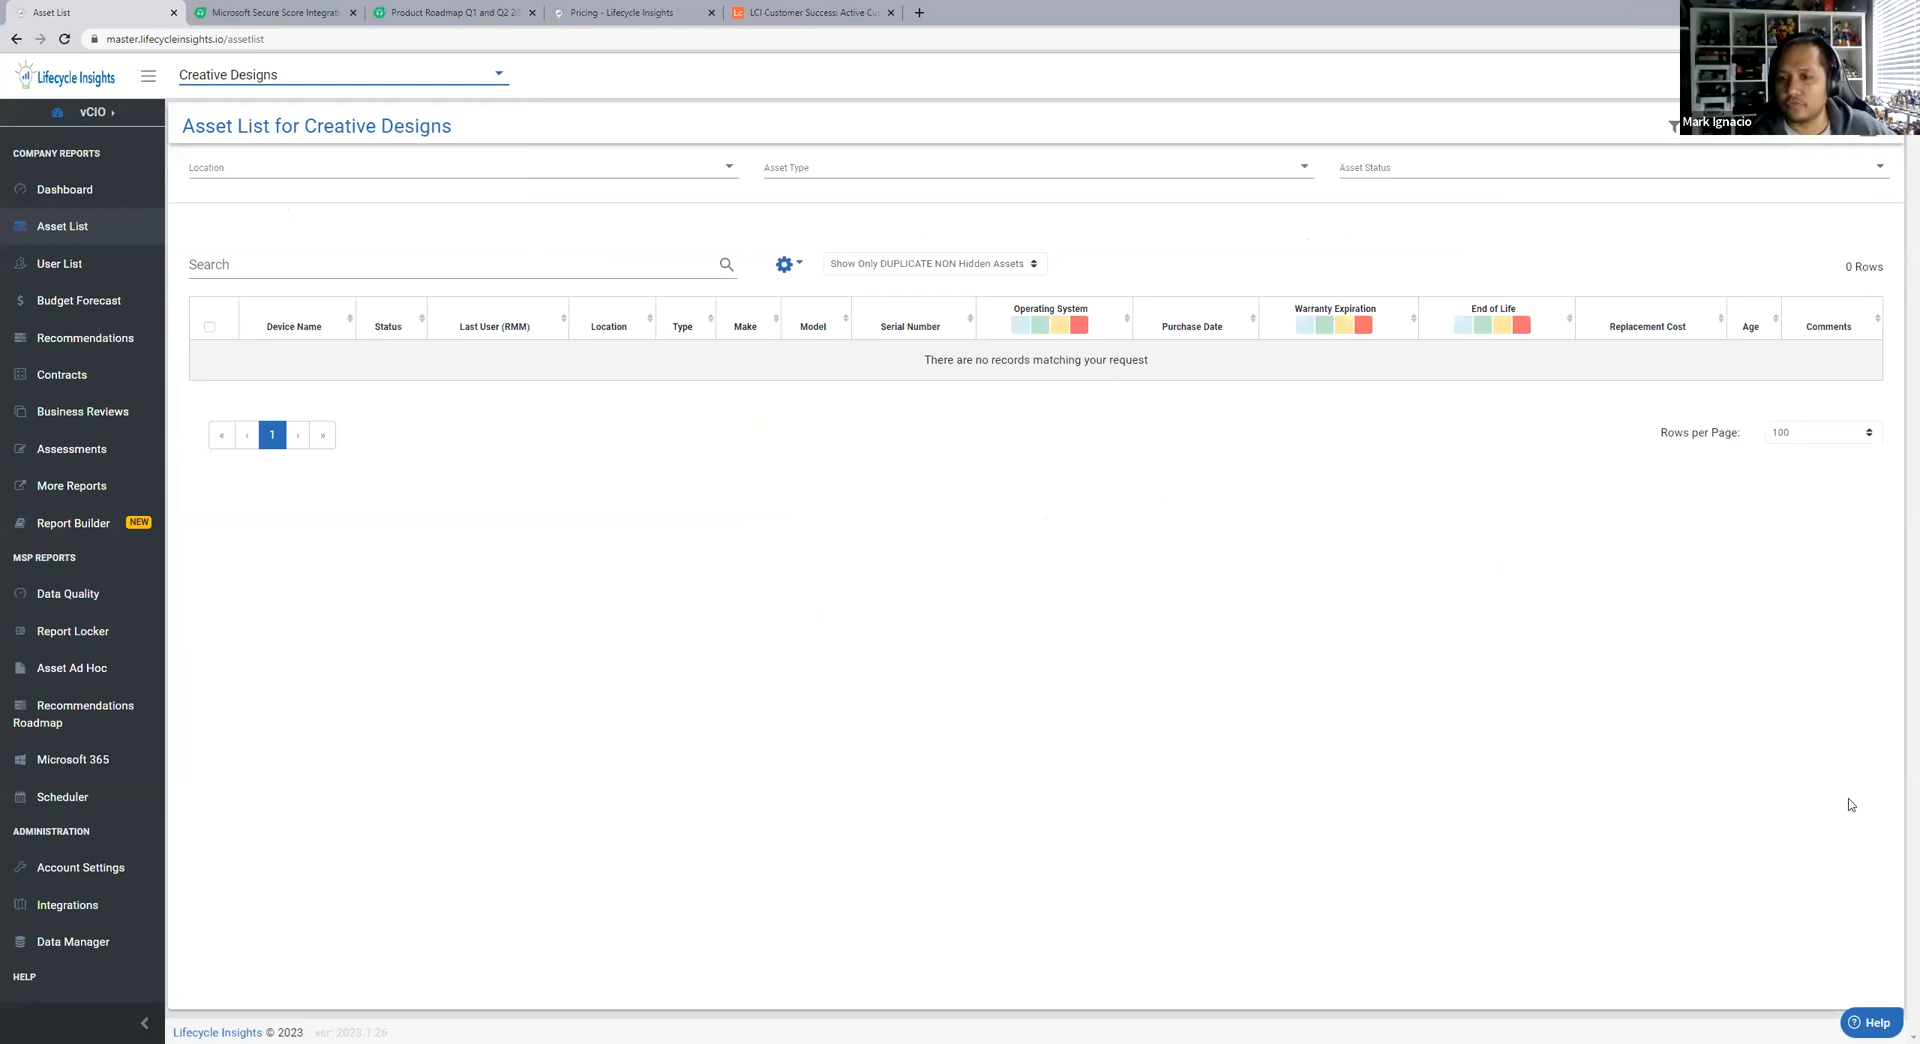 Asset List
Microsoft Secure Score Integrati
Product Roadmap Q1 and Q2 20
Pricing - Lifecycle Insights
LCI Customer Success: Active Cu
master.lifecycleinsights.io/assetlist
Lifecycle Insights
Creative Designs
Mark Ignacio
vCIO
Asset List for Creative Designs
COMPANY REPORTS
Location
Asset Type
Asset Status
Dashboard
Asset List
User List
Search
Show Only DUPLICATE NON Hidden Assets
0 Rows
Budget Forecast
Device Name
Status
Last User (RMM)
Location
Type
Make
Model
Serial Number
Operating System
Purchase Date
Warranty Expiration
End of Life
Replacement Cost
Age
Comments
Recommendations
There are no records matching your request
Contracts
Business Reviews
« ‹ 1 › »
Rows per Page: 100
Assessments
More Reports
Report Builder NEW
MSP REPORTS
Data Quality
Report Locker
Asset Ad Hoc
Recommendations
Roadmap
Microsoft 365
Scheduler
ADMINISTRATION
Account Settings
Integrations
Data Manager
HELP
Lifecycle Insights © 2023 ver: 2023.1.26
Help